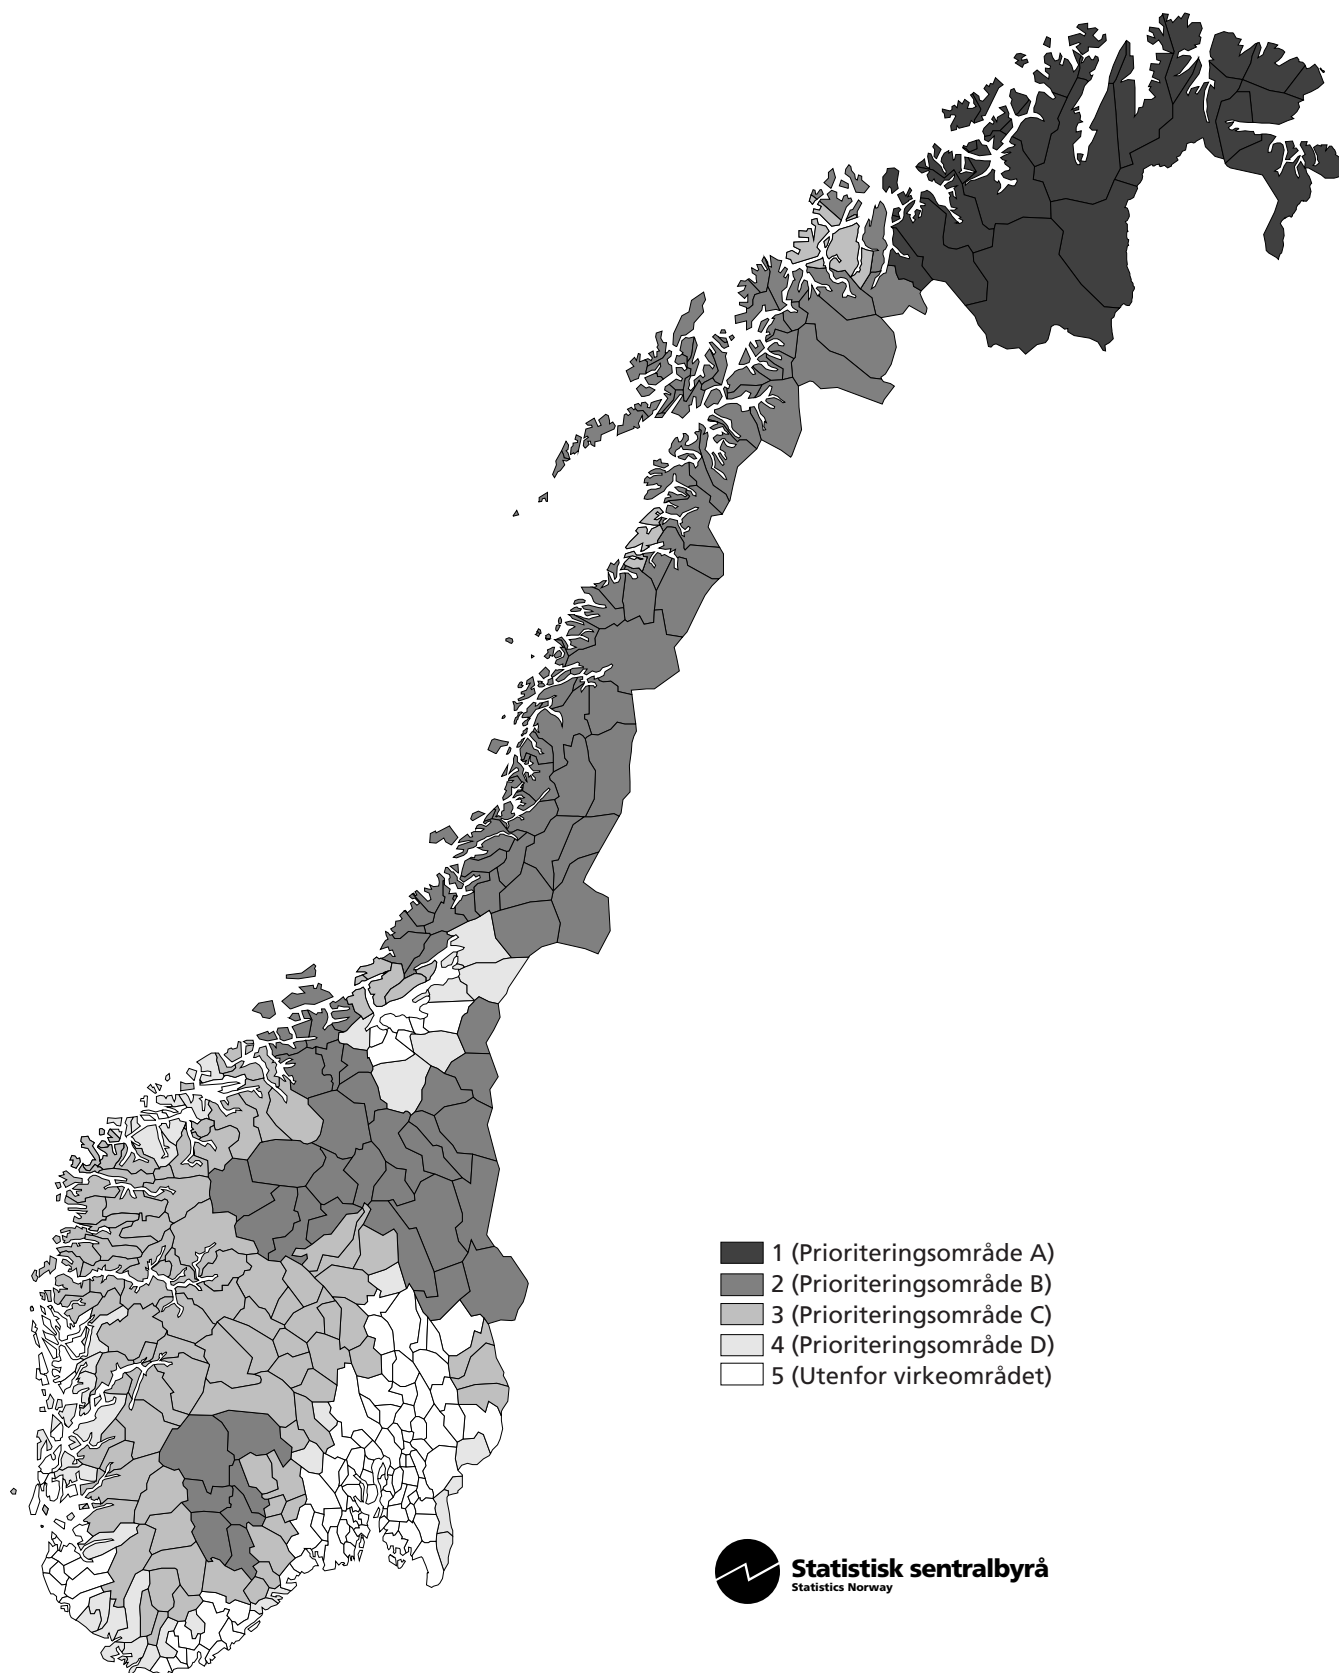 1 (Prioriteringsområde A)
2 (Prioriteringsområde B)
3 (Prioriteringsområde C)
4 (Prioriteringsområde D)
5 (Utenfor virkeområdet)
Statistisk sentralbyrå
Statistics Norway